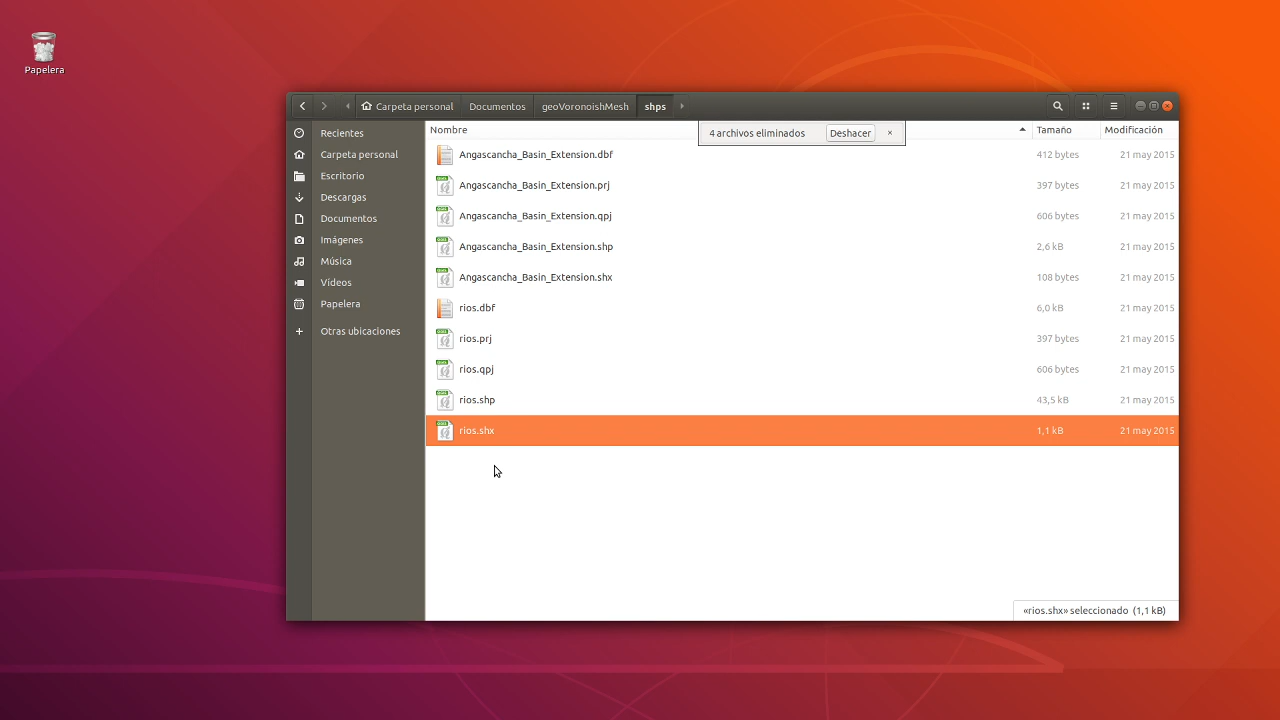 Papelera
Carpeta personal
Documentos
geoVoronoishMesh
shps
Recientes
Carpeta personal
Escritorio
Descargas
Documentos
Imágenes
Música
Vídeos
Papelera
Otras ubicaciones
4 archivos eliminados Deshacer
Nombre Tamaño Modificación
Angascancha_Basin_Extension.dbf 412 bytes 21 may 2015
Angascancha_Basin_Extension.prj 397 bytes 21 may 2015
Angascancha_Basin_Extension.qpj 606 bytes 21 may 2015
Angascancha_Basin_Extension.shp 2,6 kB 21 may 2015
Angascancha_Basin_Extension.shx 108 bytes 21 may 2015
rios.dbf 6,0 kB 21 may 2015
rios.prj 397 bytes 21 may 2015
rios.qpj 606 bytes 21 may 2015
rios.shp 43,5 kB 21 may 2015
rios.shx 1,1 kB 21 may 2015
«rios.shx» seleccionado (1,1 kB)